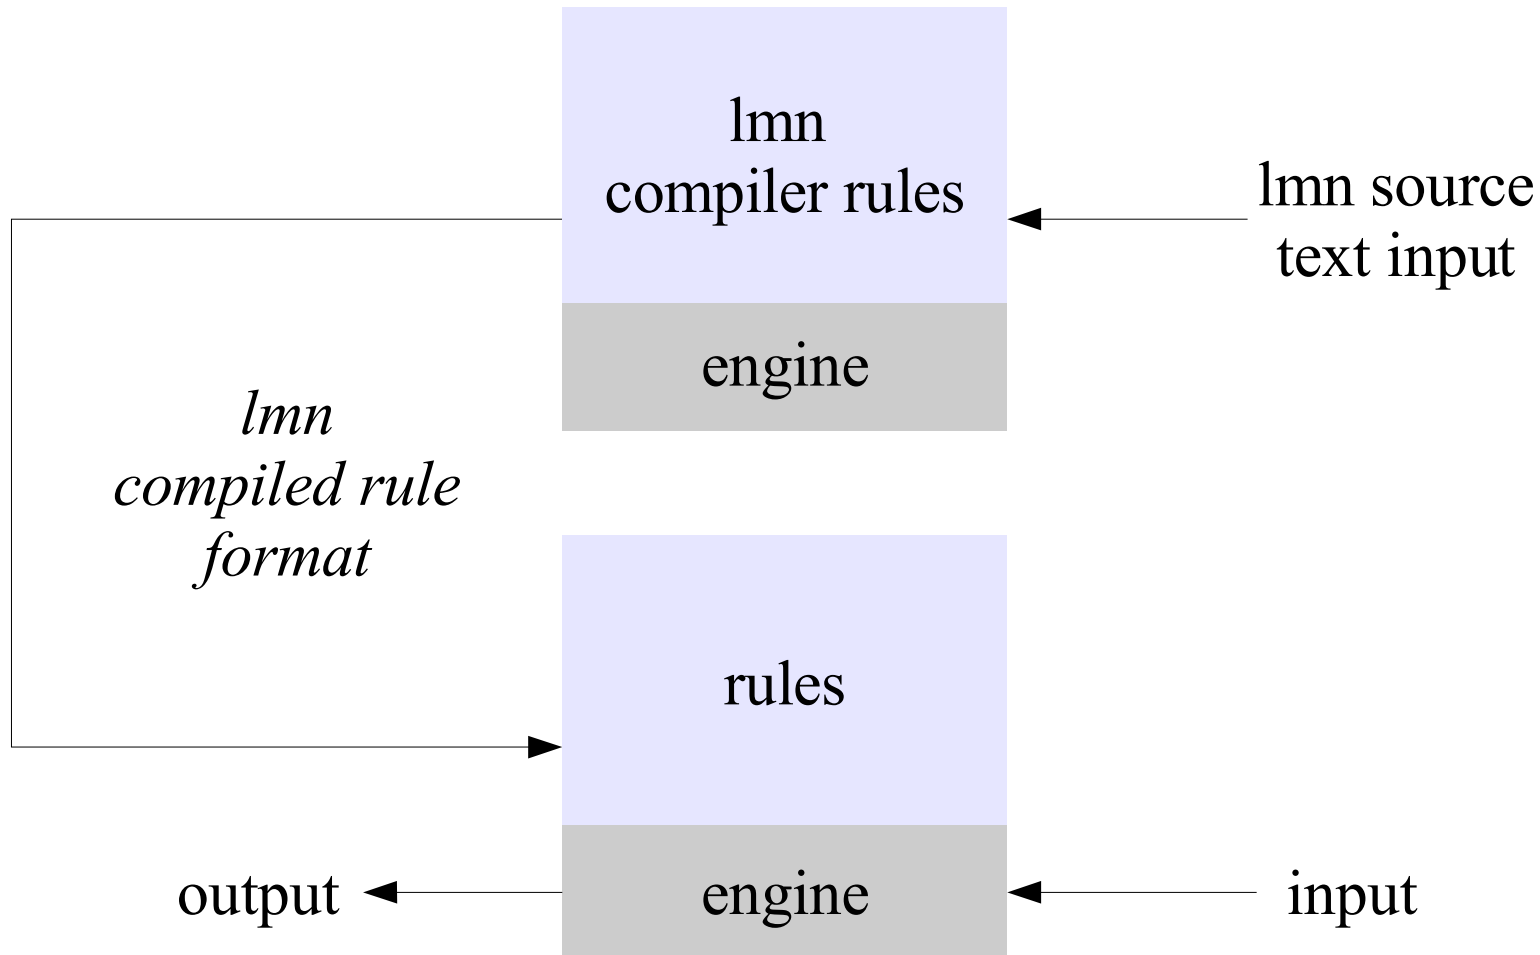 lmn
compiler rules
lmn source
text input
engine
lmn
compiled rule
format
rules
output
engine
input